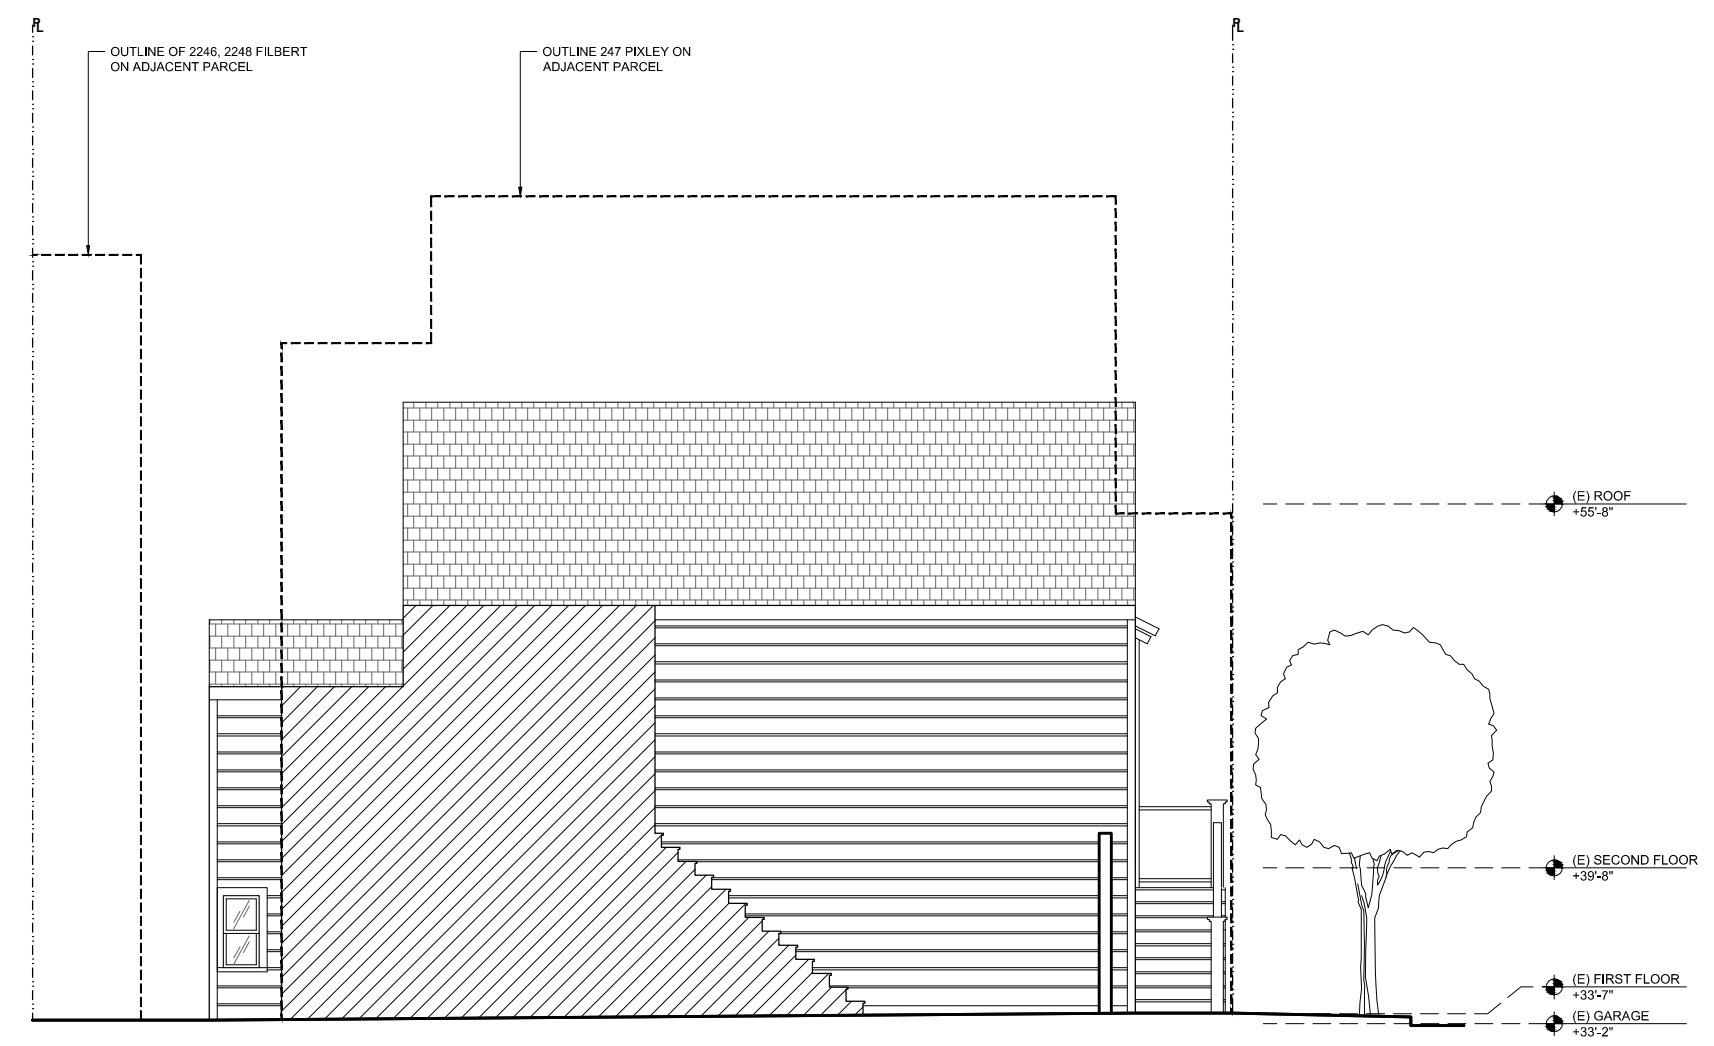 PL
PL
OUTLINE OF 2246, 2248 FILBERT
ON ADJACENT PARCEL
OUTLINE 247 PIXLEY ON
ADJACENT PARCEL
(E) ROOF
+55'-8"
(E) SECOND FLOOR
+39'-8"
(E) FIRST FLOOR
+33'-7"
(E) GARAGE
+33'-2"